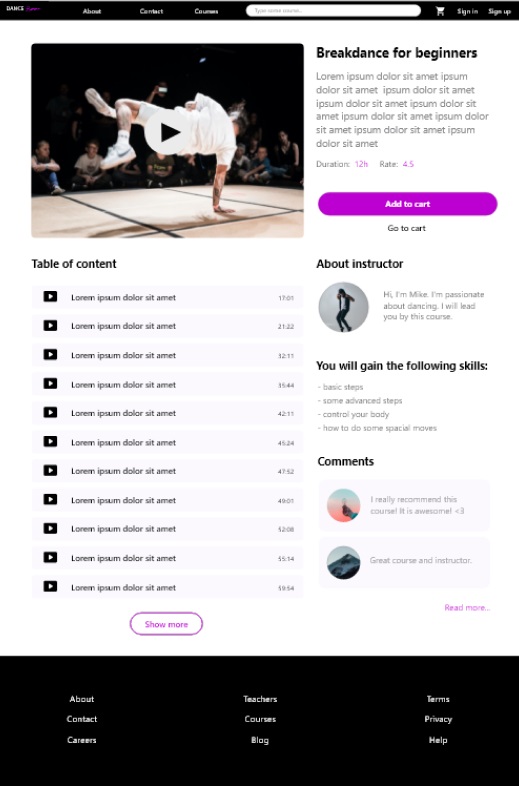 DANCE
About
Contact
Courses
Type some course...
Sign in
Sign up
Breakdance for beginners
Lorem ipsum dolor sit amet ipsum
dolor sit amet  ipsum dolor sit amet
ipsum dolor sit amet ipsum dolor sit
amet ipsum dolor sit amet ipsum dolor
sit amet ipsum dolor sit amet ipsum
dolor sit amet
Duration: 12h Rate: 4.5
Add to cart
Go to cart
Table of content
Lorem ipsum dolor sit amet 17:01
Lorem ipsum dolor sit amet 21:22
Lorem ipsum dolor sit amet 32:11
Lorem ipsum dolor sit amet 35:44
Lorem ipsum dolor sit amet 42:11
Lorem ipsum dolor sit amet 45:24
Lorem ipsum dolor sit amet 47:52
Lorem ipsum dolor sit amet 49:01
Lorem ipsum dolor sit amet 52:08
Lorem ipsum dolor sit amet 55:14
Lorem ipsum dolor sit amet 59:54
Show more
About instructor
Hi, I'm Mike. I'm passionate
about dancing. I will lead
you by this course.
You will gain the following skills:
- basic steps
- some advanced steps
- control your body
- how to do some spacial moves
Comments
I really recommend this
course! It is awesome! <3
Great course and instructor.
Read more...
About
Contact
Careers
Teachers
Courses
Blog
Terms
Privacy
Help